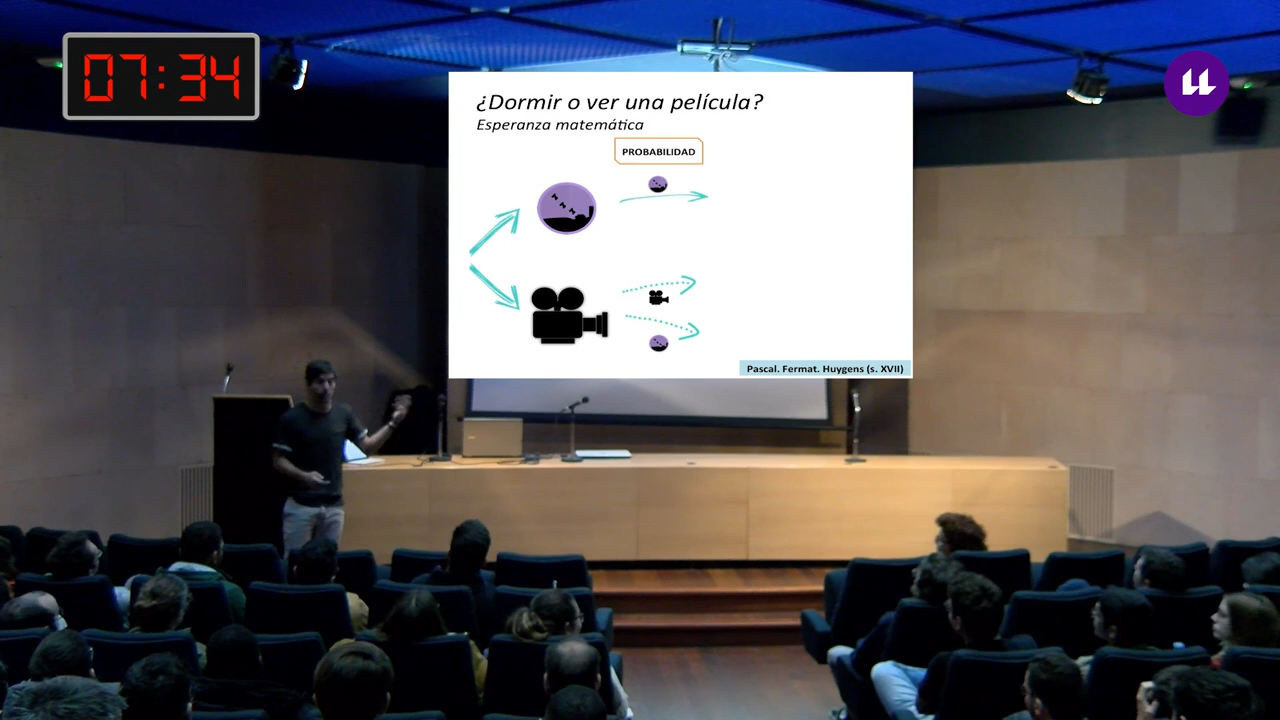 07:34
¿Dormir o ver una película?
Esperanza matemática
PROBABILIDAD
Pascal. Fermat. Huygens (s. XVII)